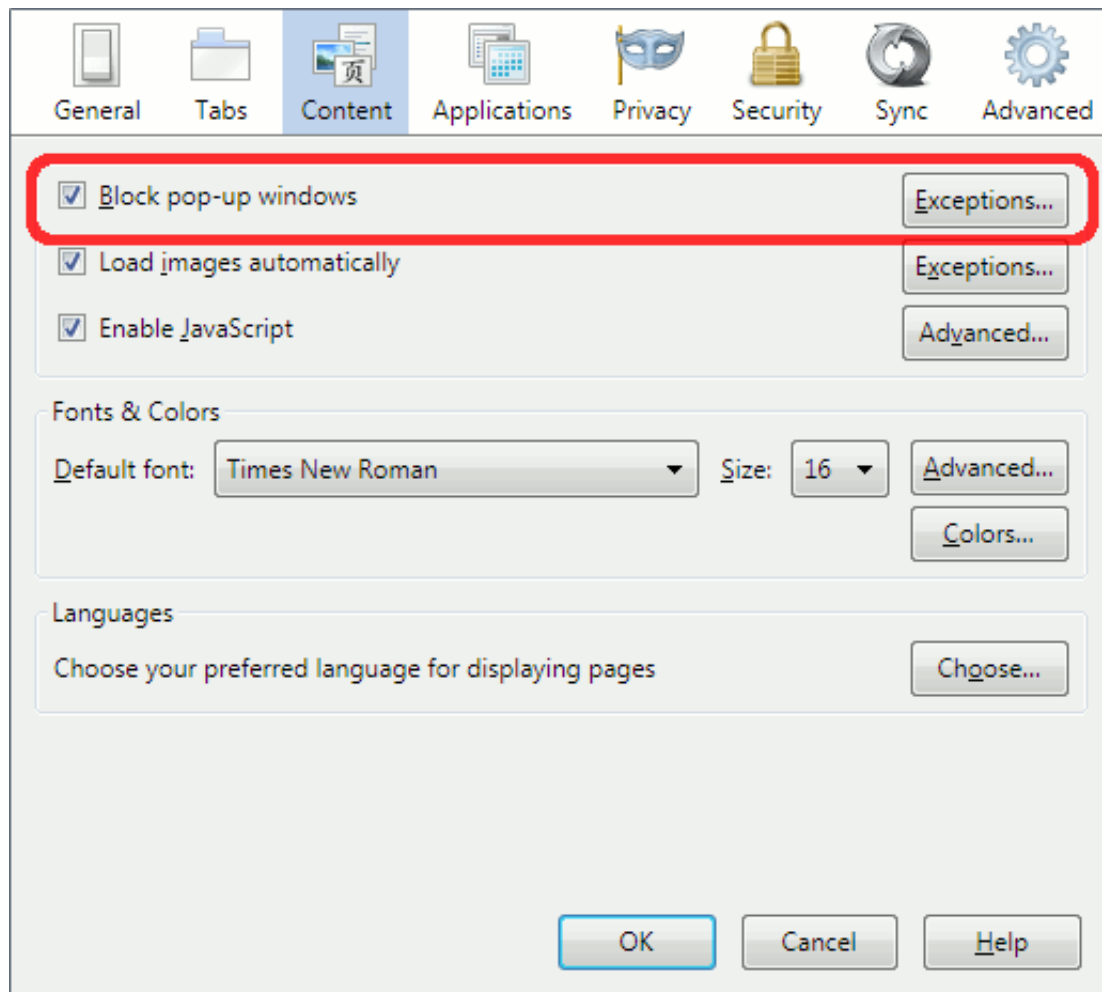 General Tabs Content Applications Privacy Security Sync Advanced
页
Block pop-up windows Exceptions...
Load images automatically Exceptions...
Enable JavaScript Advanced...
Fonts & Colors
Default font: Times New Roman Size: 16 Advanced...
Colors...
Languages
Choose your preferred language for displaying pages Choose...
OK Cancel Help